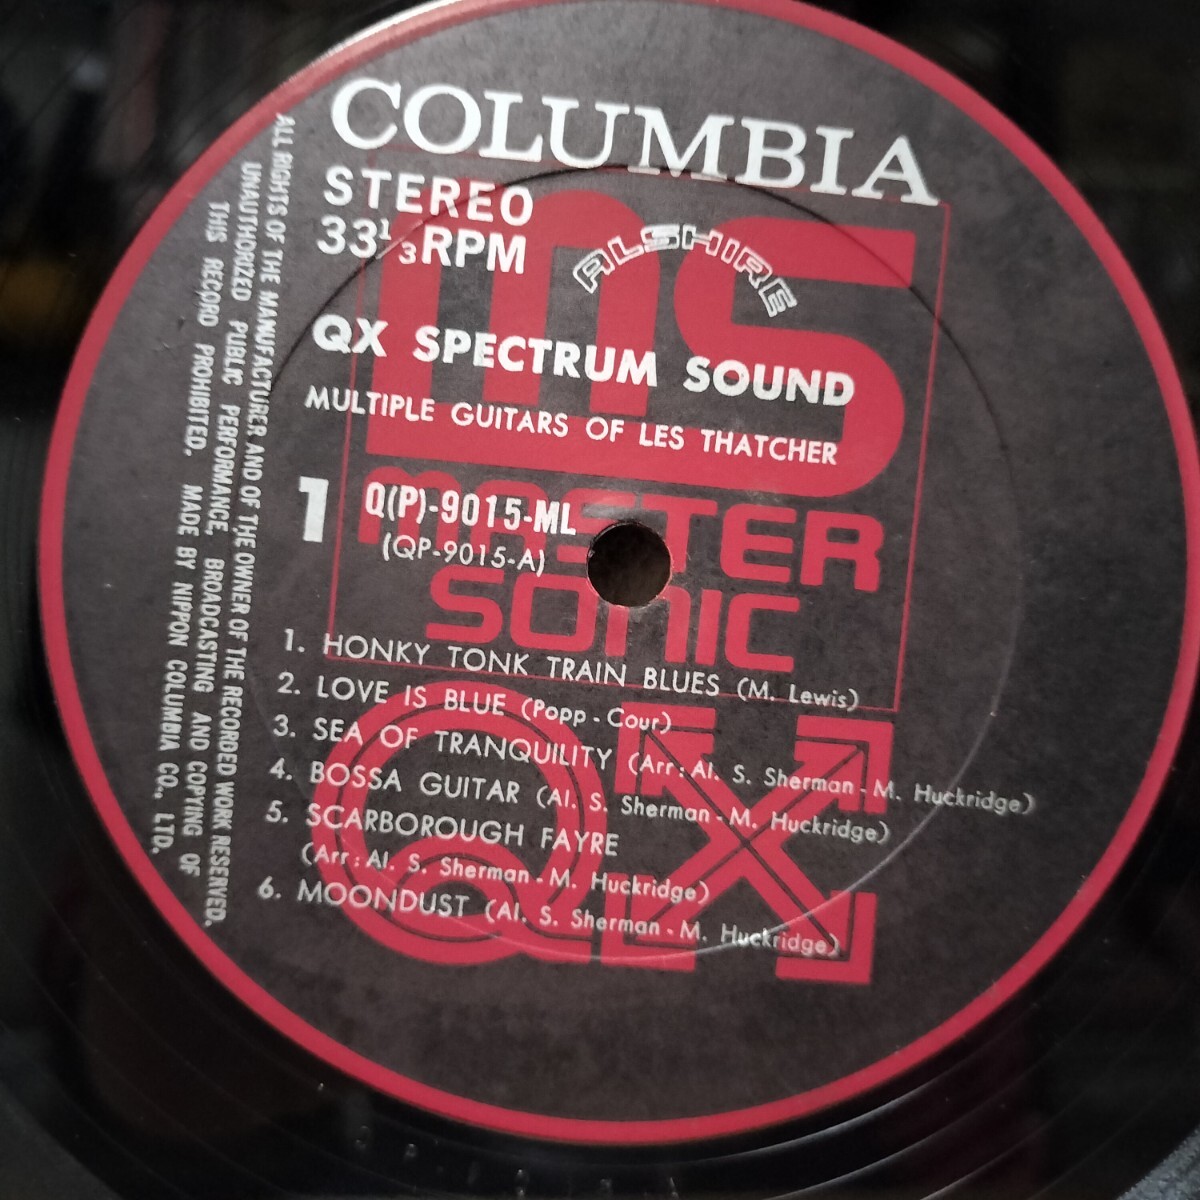 COLUMBIA
STEREO
33 1/3 RPM
ALSHIRE
ms
QX SPECTRUM SOUND
MULTIPLE GUITARS OF LES THATCHER
1
Q(P)-9015-ML
(QP-9015-A)
MASTER
SONIC
QX
1. HONKY TONK TRAIN BLUES (M. Lewis)
2. LOVE IS BLUE (Popp - Cour)
3. SEA OF TRANQUILITY (Arr: Al. S. Sherman - M. Huckridge)
4. BOSSA GUITAR (Al. S. Sherman - M. Huckridge)
5. SCARBOROUGH FAYRE
(Arr: Al. S. Sherman - M. Huckridge)
6. MOONDUST (Al. S. Sherman - M. Huckridge)
ALL RIGHTS OF THE MANUFACTURER AND OF THE OWNER OF THE RECORDED WORK RESERVED.
UNAUTHORIZED PUBLIC PERFORMANCE, BROADCASTING AND COPYING OF
THIS RECORD PROHIBITED. MADE BY NIPPON COLUMBIA CO., LTD.